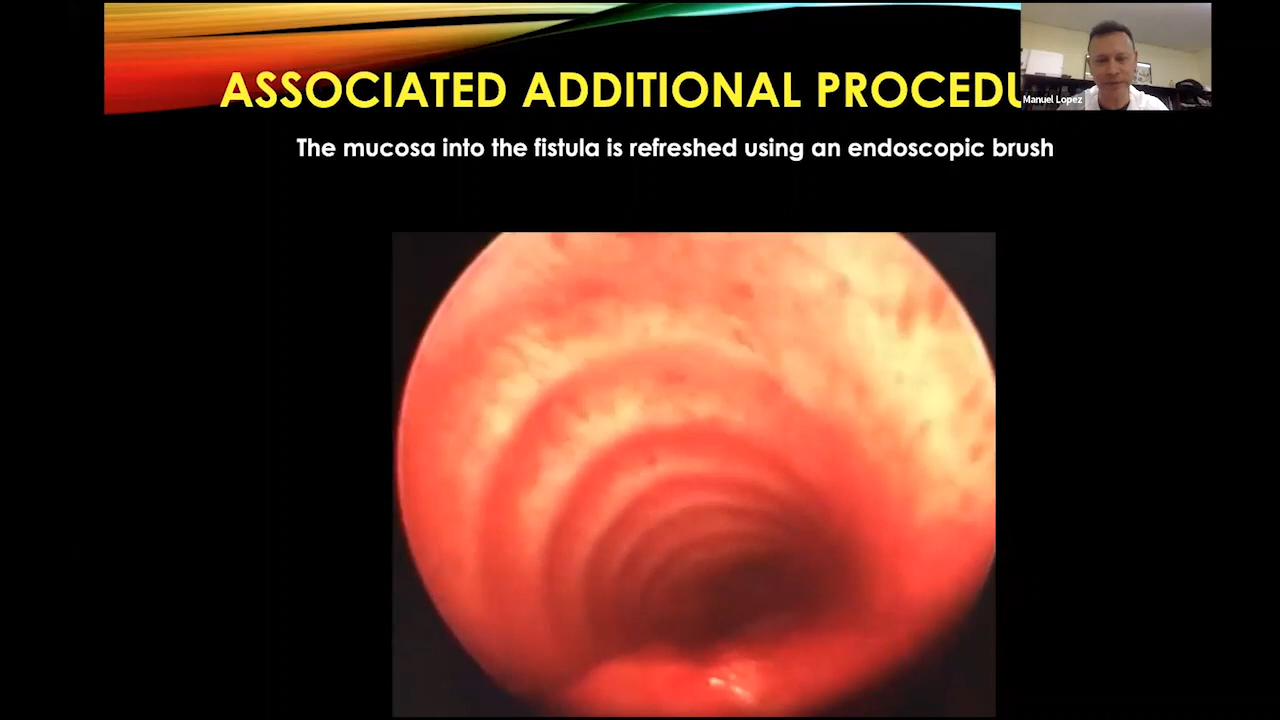 ASSOCIATED ADDITIONAL PROCEDU
Manuel Lopez
The mucosa into the fistula is refreshed using an endoscopic brush